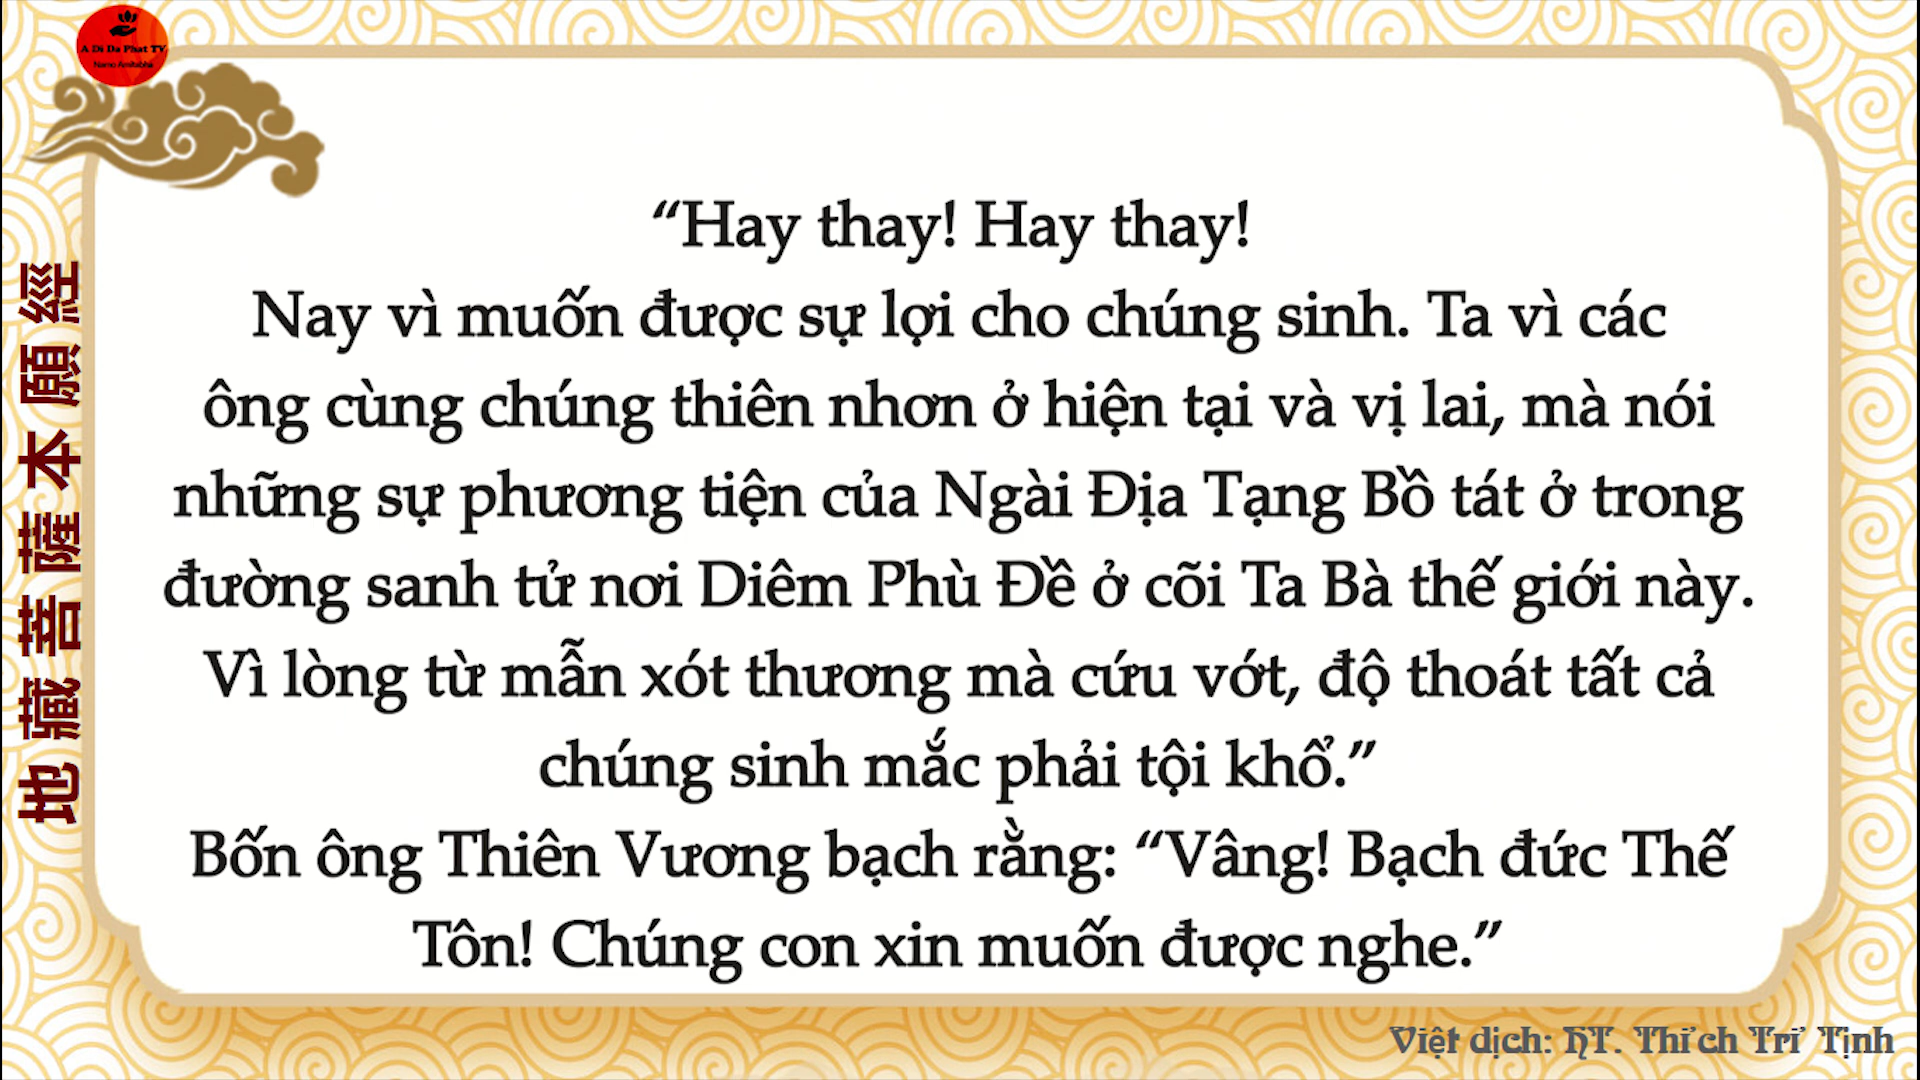 A Di Da Phat TV
Namo Amitabha
“Hay thay! Hay thay!
Nay vì muốn được sự lợi cho chúng sinh. Ta vì các
ông cùng chúng thiên nhơn ở hiện tại và vị lai, mà nói
những sự phương tiện của Ngài Địa Tạng Bồ tát ở trong
đường sanh tử nơi Diêm Phù Đề ở cõi Ta Bà thế giới này.
Vì lòng từ mẫn xót thương mà cứu vớt, độ thoát tất cả
chúng sinh mắc phải tội khổ.”
Bốn ông Thiên Vương bạch rằng: “Vâng! Bạch đức Thế
Tôn! Chúng con xin muốn được nghe.”
地藏菩薩本願經
Việt dịch: HT. Thích Trí Tịnh